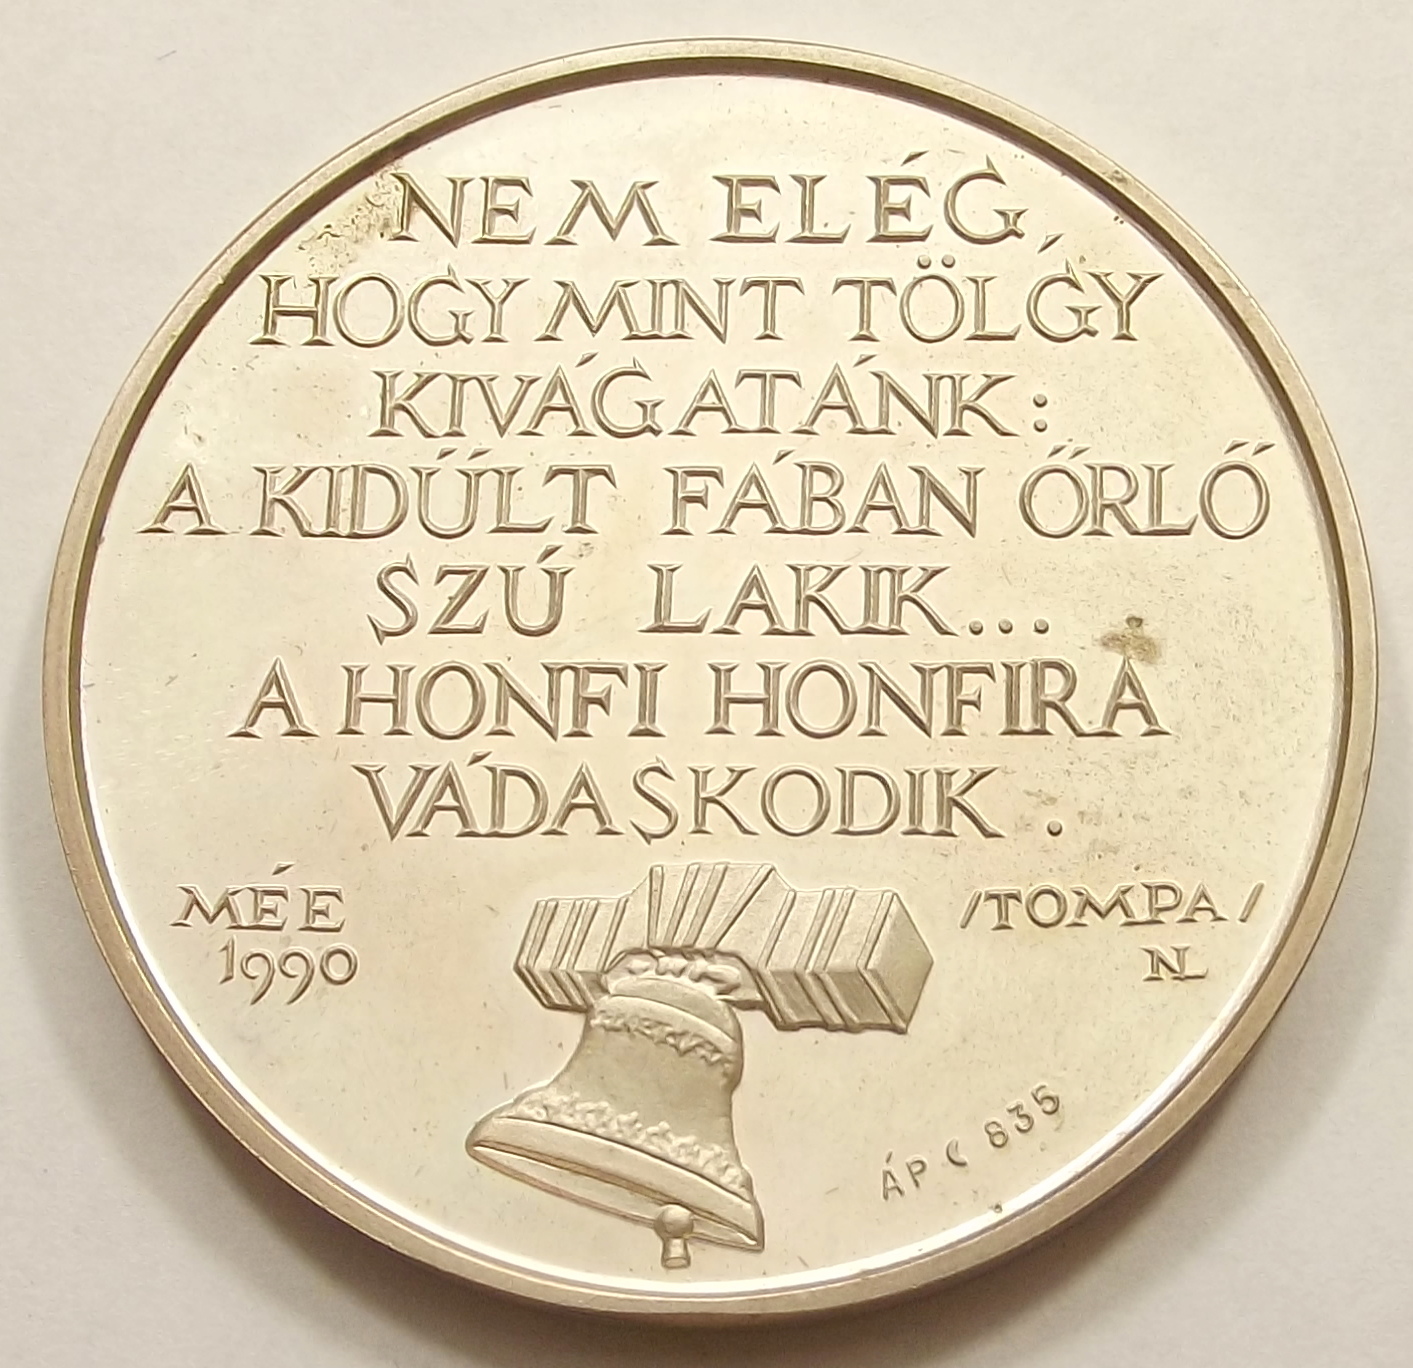 NEM ELÉG,
HOGY MINT TÖLGY
KIVÁGATÁNK:
A KIDŰLT FÁBAN ŐRLŐ
SZÚ LAKIK...
A HONFI HONFIRA
VÁDASKODIK.
MÉE
1990
/TOMPA/
NL
ÁP 835